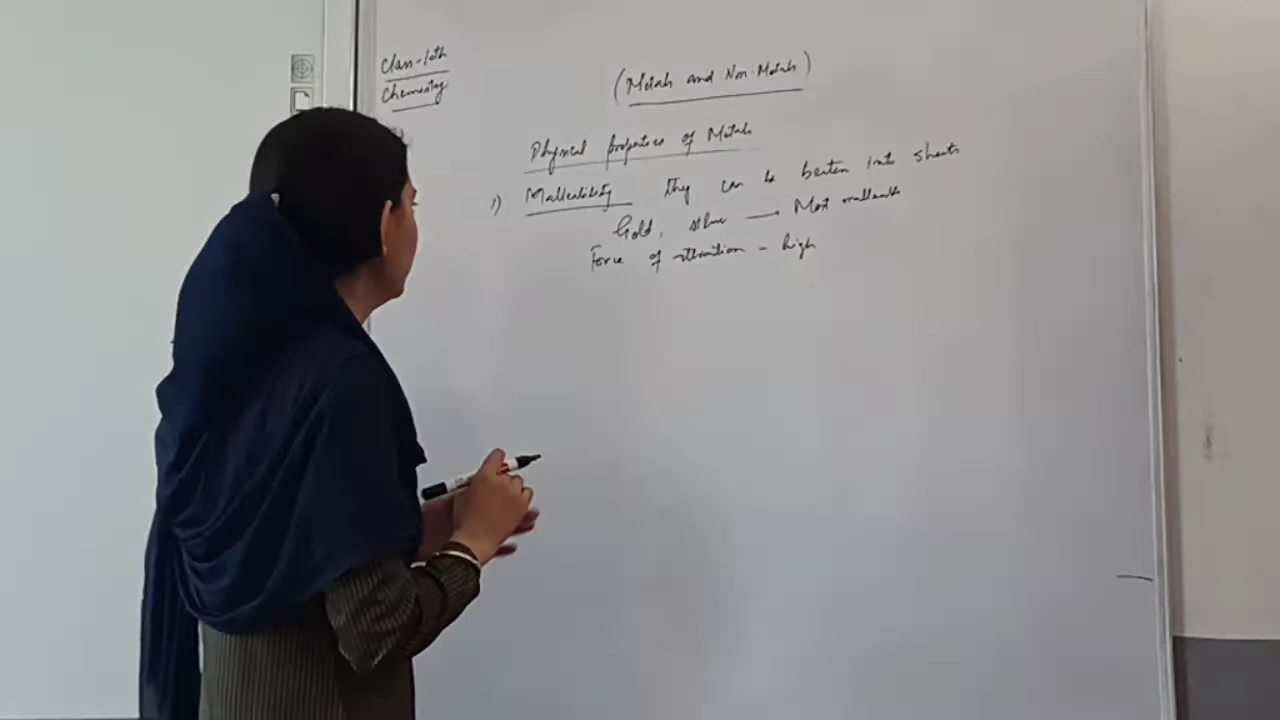 Class-10th
Chemistry
(Metals and Non-Metals)
Physical properties of Metals
1) Malleability they can be beaten into sheets
Gold, silver — Most malleable
Force of attraction - high